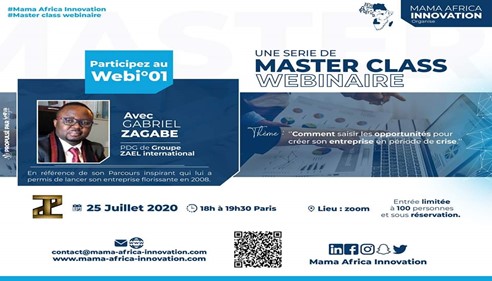 #Mama Africa Innovation
#Master class webinaire
MAMA AFRICA
INNOVATION
Organise
UNE SERIE DE
MASTER CLASS
WEBINAIRE
Participez au
Webi°01
Avec
GABRIEL
ZAGABE
PDG de Groupe
ZAEL international
En référence de son Parcours inspirant qui lui a
permis de lancer son entreprise florissante en 2008.
Thème
"Comment saisir les opportunités pour
créer son entreprise en période de crise."
25 Juillet 2020
18h à 19h30 Paris
Lieu : zoom
Entrée limitée
à 100 personnes
et sous réservation.
contact@mama-africa-innovation.com
www.mama-africa-innovation.com
Mama Africa Innovation
PROPULSÉ PAR